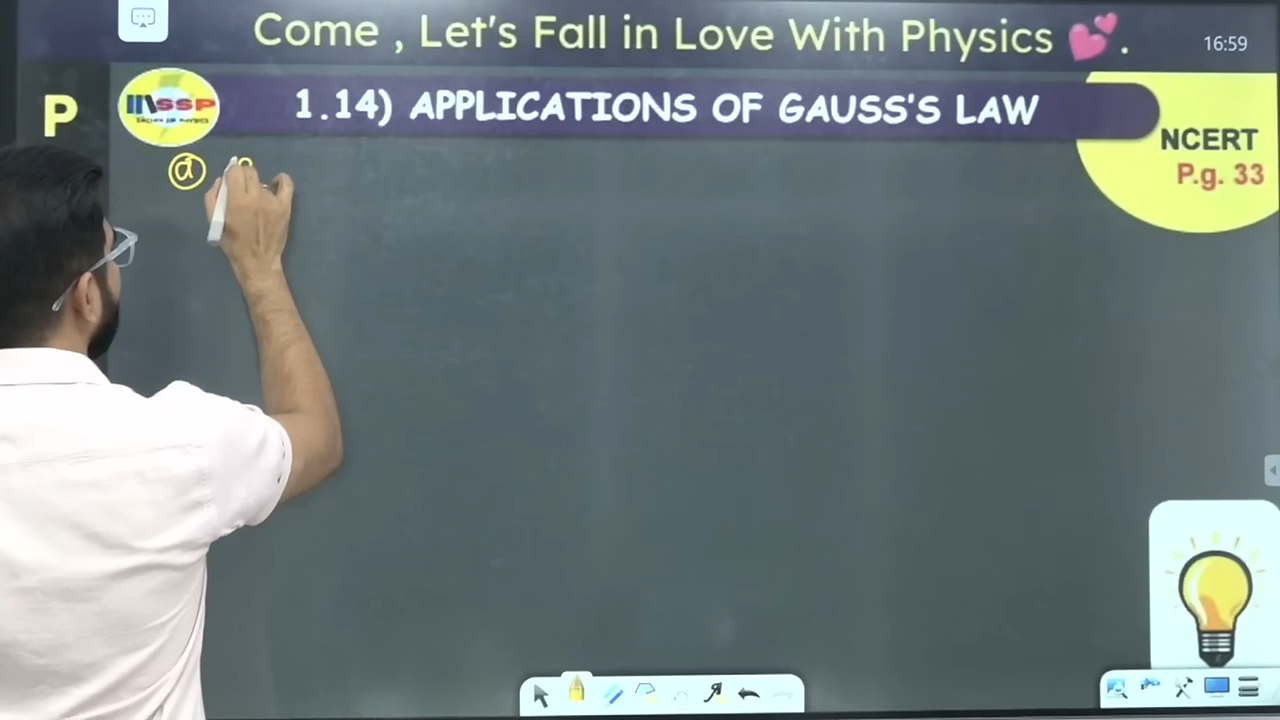 Come , Let's Fall in Love With Physics 💕 .
16:59
P
SSP
1.14) APPLICATIONS OF GAUSS'S LAW
NCERT
P.g. 33
a